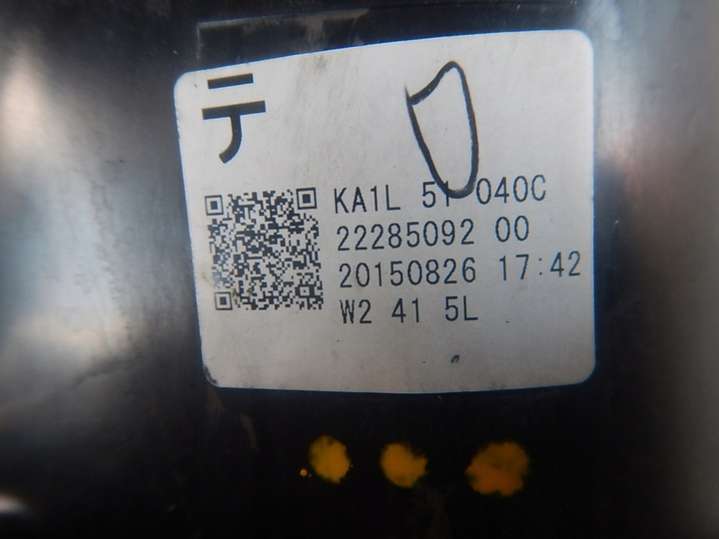 テ
KA1L 51 040C
22285092 00
20150826 17:42
W2 41 5L